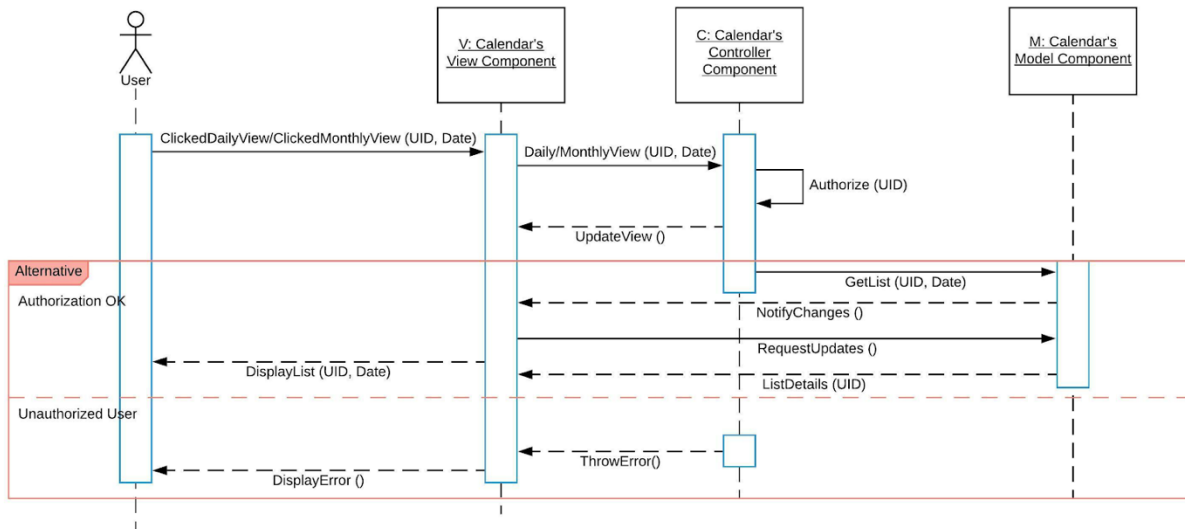 User
V: Calendar's
View Component
C: Calendar's
Controller
Component
M: Calendar's
Model Component
ClickedDailyView/ClickedMonthlyView (UID, Date)
Daily/MonthlyView (UID, Date)
Authorize (UID)
UpdateView ()
Alternative
Authorization OK
GetList (UID, Date)
NotifyChanges ()
RequestUpdates ()
DisplayList (UID, Date)
ListDetails (UID)
Unauthorized User
ThrowError()
DisplayError ()